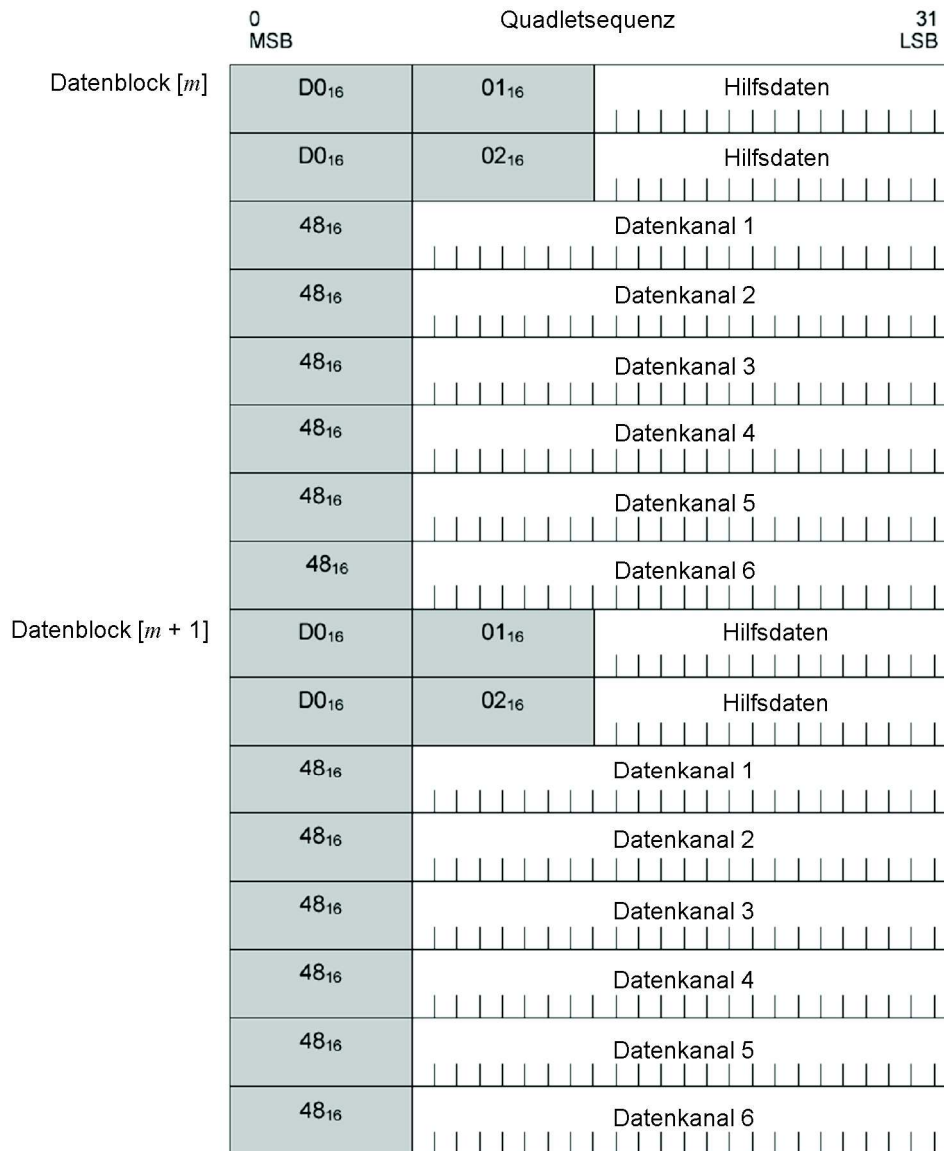 0 Quadletsequenz 31
MSB LSB
Datenblock [m] D0₁₆ 01₁₆ Hilfsdaten
D0₁₆ 02₁₆ Hilfsdaten
48₁₆ Datenkanal 1
48₁₆ Datenkanal 2
48₁₆ Datenkanal 3
48₁₆ Datenkanal 4
48₁₆ Datenkanal 5
48₁₆ Datenkanal 6
Datenblock [m + 1] D0₁₆ 01₁₆ Hilfsdaten
D0₁₆ 02₁₆ Hilfsdaten
48₁₆ Datenkanal 1
48₁₆ Datenkanal 2
48₁₆ Datenkanal 3
48₁₆ Datenkanal 4
48₁₆ Datenkanal 5
48₁₆ Datenkanal 6